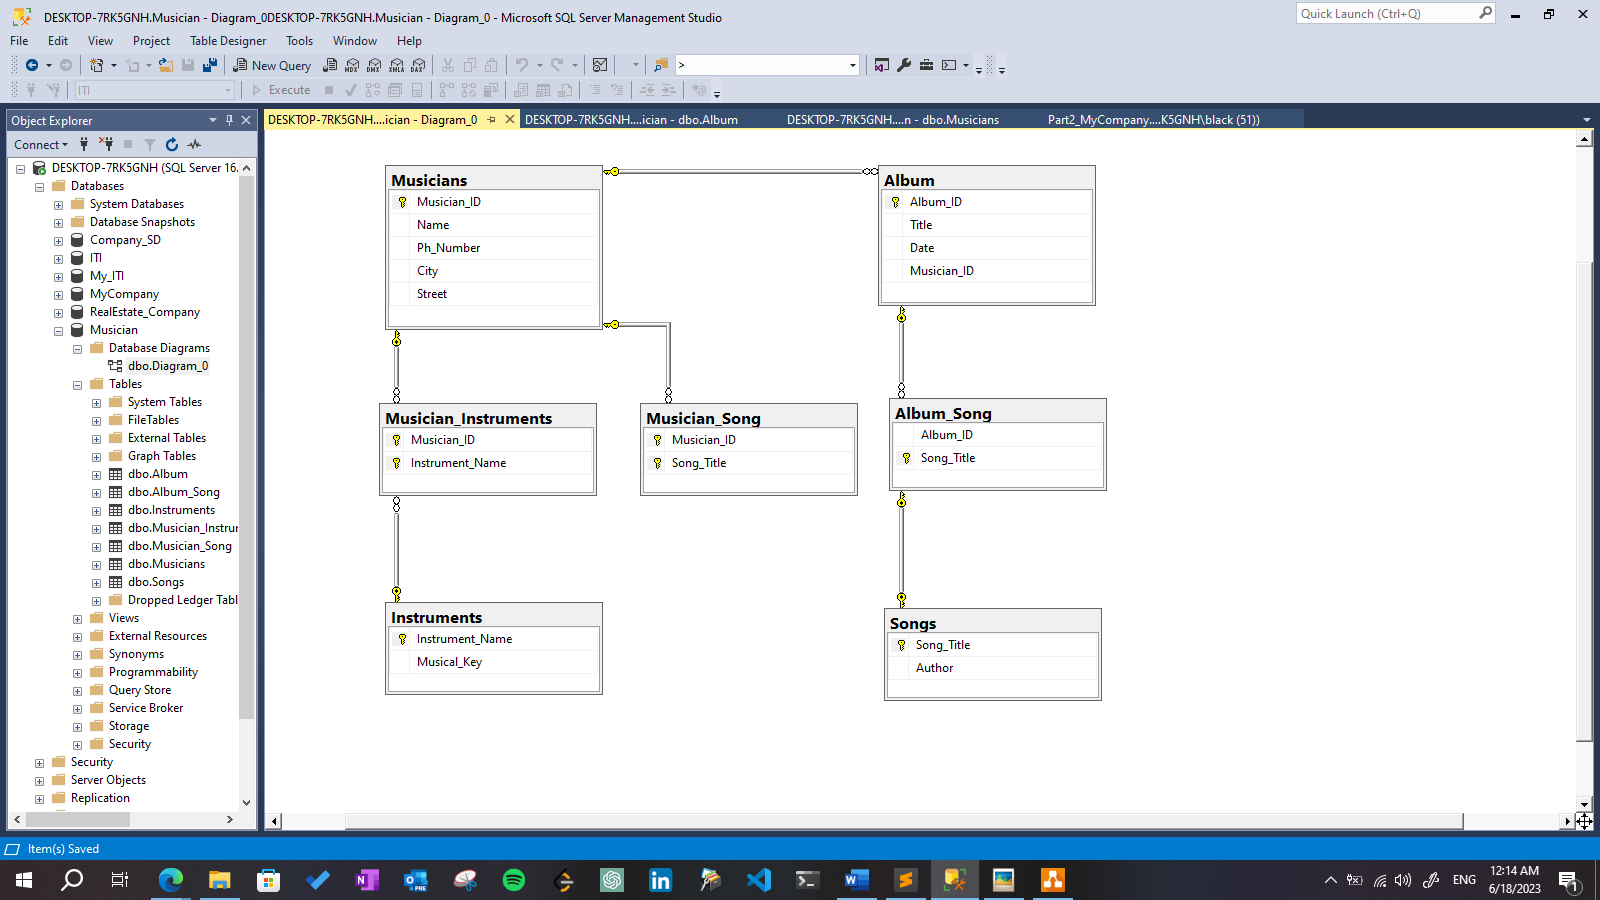 DESKTOP-7RK5GNH.Musician - Diagram_0DESKTOP-7RK5GNH.Musician - Diagram_0 - Microsoft SQL Server Management Studio
Quick Launch (Ctrl+Q)
File Edit View Project Table Designer Tools Window Help
New Query MDX DMX XMLA DAX >
ITI Execute
Object Explorer
DESKTOP-7RK5GNH....ician - Diagram_0 DESKTOP-7RK5GNH....ician - dbo.Album DESKTOP-7RK5GNH....n - dbo.Musicians Part2_MyCompany....K5GNH\black (51))
Connect
DESKTOP-7RK5GNH (SQL Server 16.
Databases
System Databases
Database Snapshots
Company_SD
ITI
My_ITI
MyCompany
RealEstate_Company
Musician
Database Diagrams
dbo.Diagram_0
Tables
System Tables
FileTables
External Tables
Graph Tables
dbo.Album
dbo.Album_Song
dbo.Instruments
dbo.Musician_Instrur
dbo.Musician_Song
dbo.Musicians
dbo.Songs
Dropped Ledger Tabl
Views
External Resources
Synonyms
Programmability
Query Store
Service Broker
Storage
Security
Security
Server Objects
Replication
Musicians
Musician_ID
Name
Ph_Number
City
Street
Album
Album_ID
Title
Date
Musician_ID
Musician_Instruments
Musician_ID
Instrument_Name
Musician_Song
Musician_ID
Song_Title
Album_Song
Album_ID
Song_Title
Instruments
Instrument_Name
Musical_Key
Songs
Song_Title
Author
Item(s) Saved
ENG
12:14 AM
6/18/2023
1